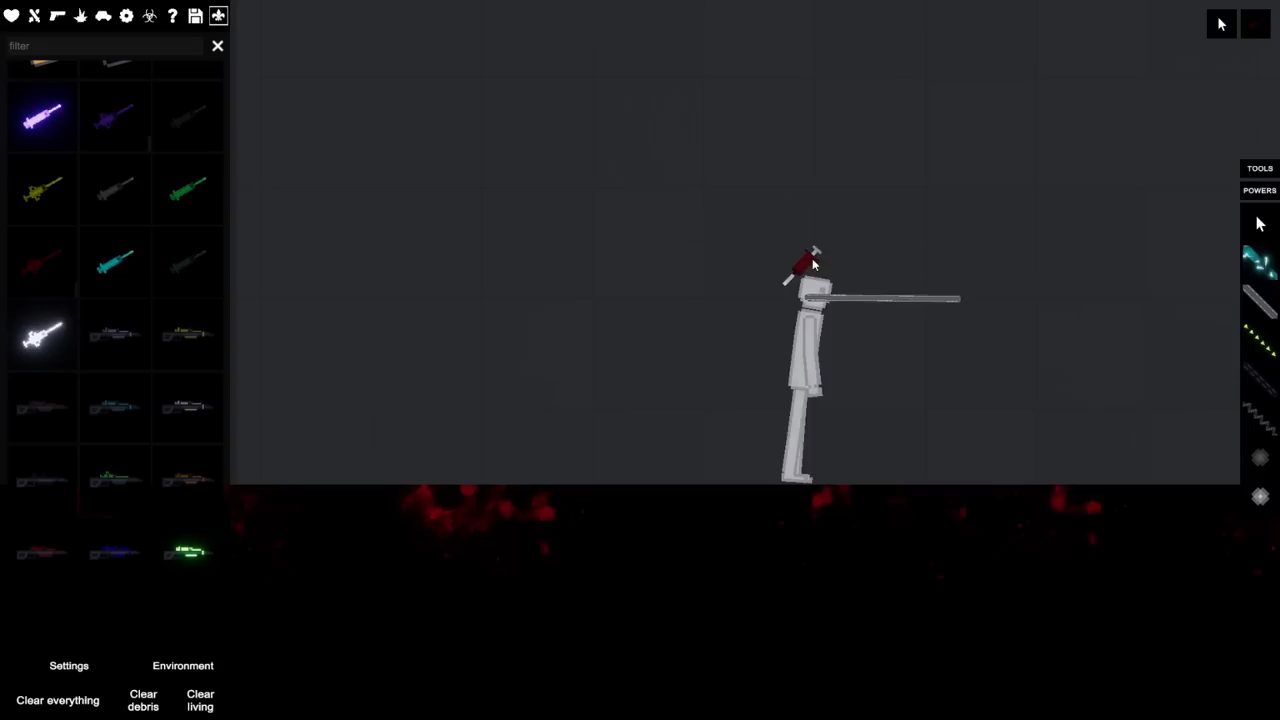 filter
TOOLS
POWERS
Settings
Environment
Clear everything
Clear
debris
Clear
living